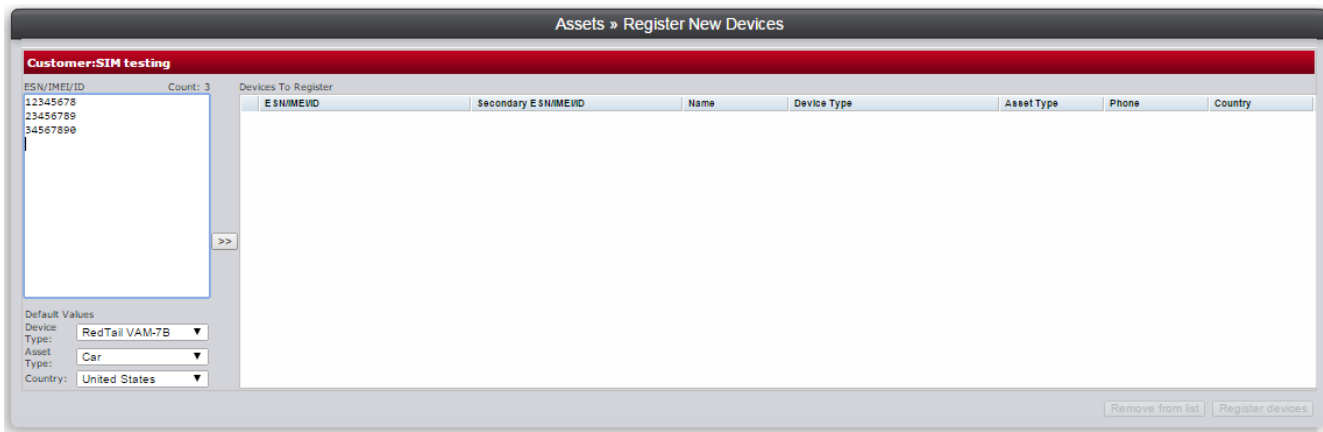 Assets » Register New Devices
Customer:SIM testing
ESN/IMEI/ID Count: 3 Devices To Register
ESN/IMEI/ID Secondary ESN/IMEI/ID Name Device Type Asset Type Phone Country
12345678
23456789
34567890
>>
Default Values
Device Type: RedTail VAM-7B ▼
Asset Type: Car ▼
Country: United States ▼
Remove from list Register devices